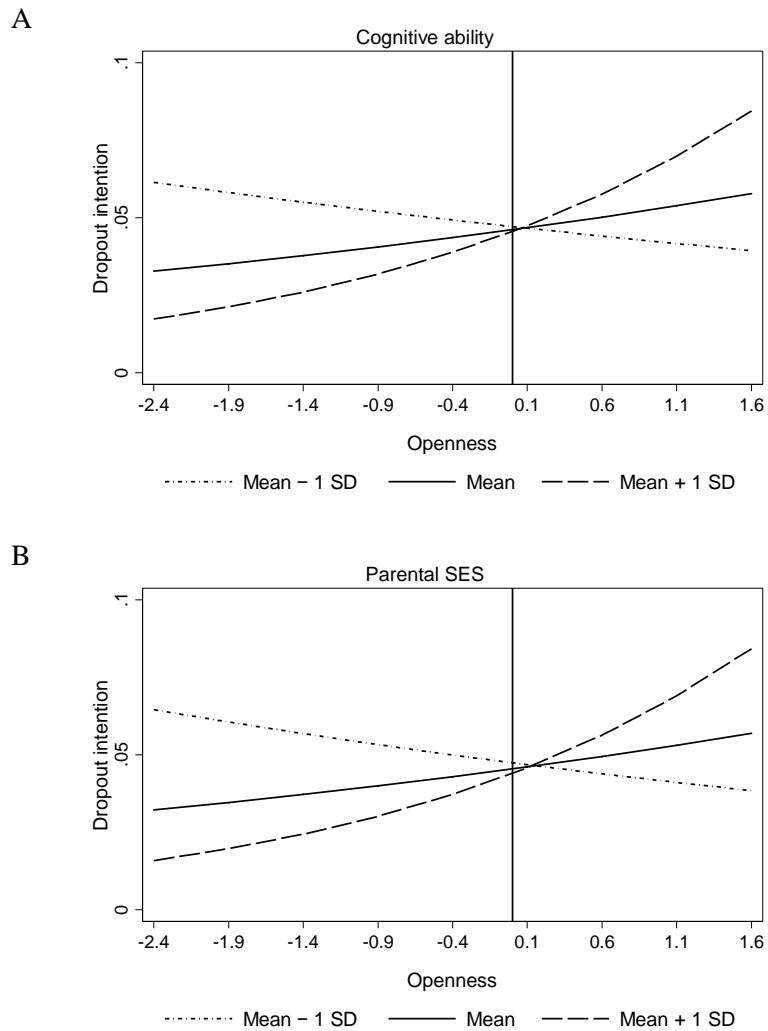 A
Cognitive ability
.1
.05
0
Dropout intention
-2.4 -1.9 -1.4 -0.9 -0.4 0.1 0.6 1.1 1.6
Openness
Mean − 1 SD Mean Mean + 1 SD
B
Parental SES
.1
.05
0
Dropout intention
-2.4 -1.9 -1.4 -0.9 -0.4 0.1 0.6 1.1 1.6
Openness
Mean − 1 SD Mean Mean + 1 SD